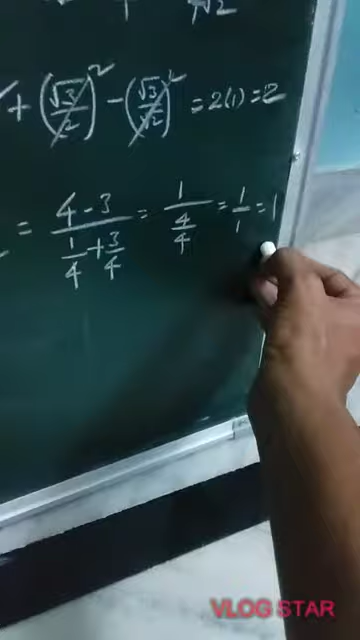 √2
+ (√3/2)² - (√3/2)² = 2(1) = 2
= (4-3)/(1/4 + 3/4) = 1/(4/4) = 1/1 = 1
VLOG STAR